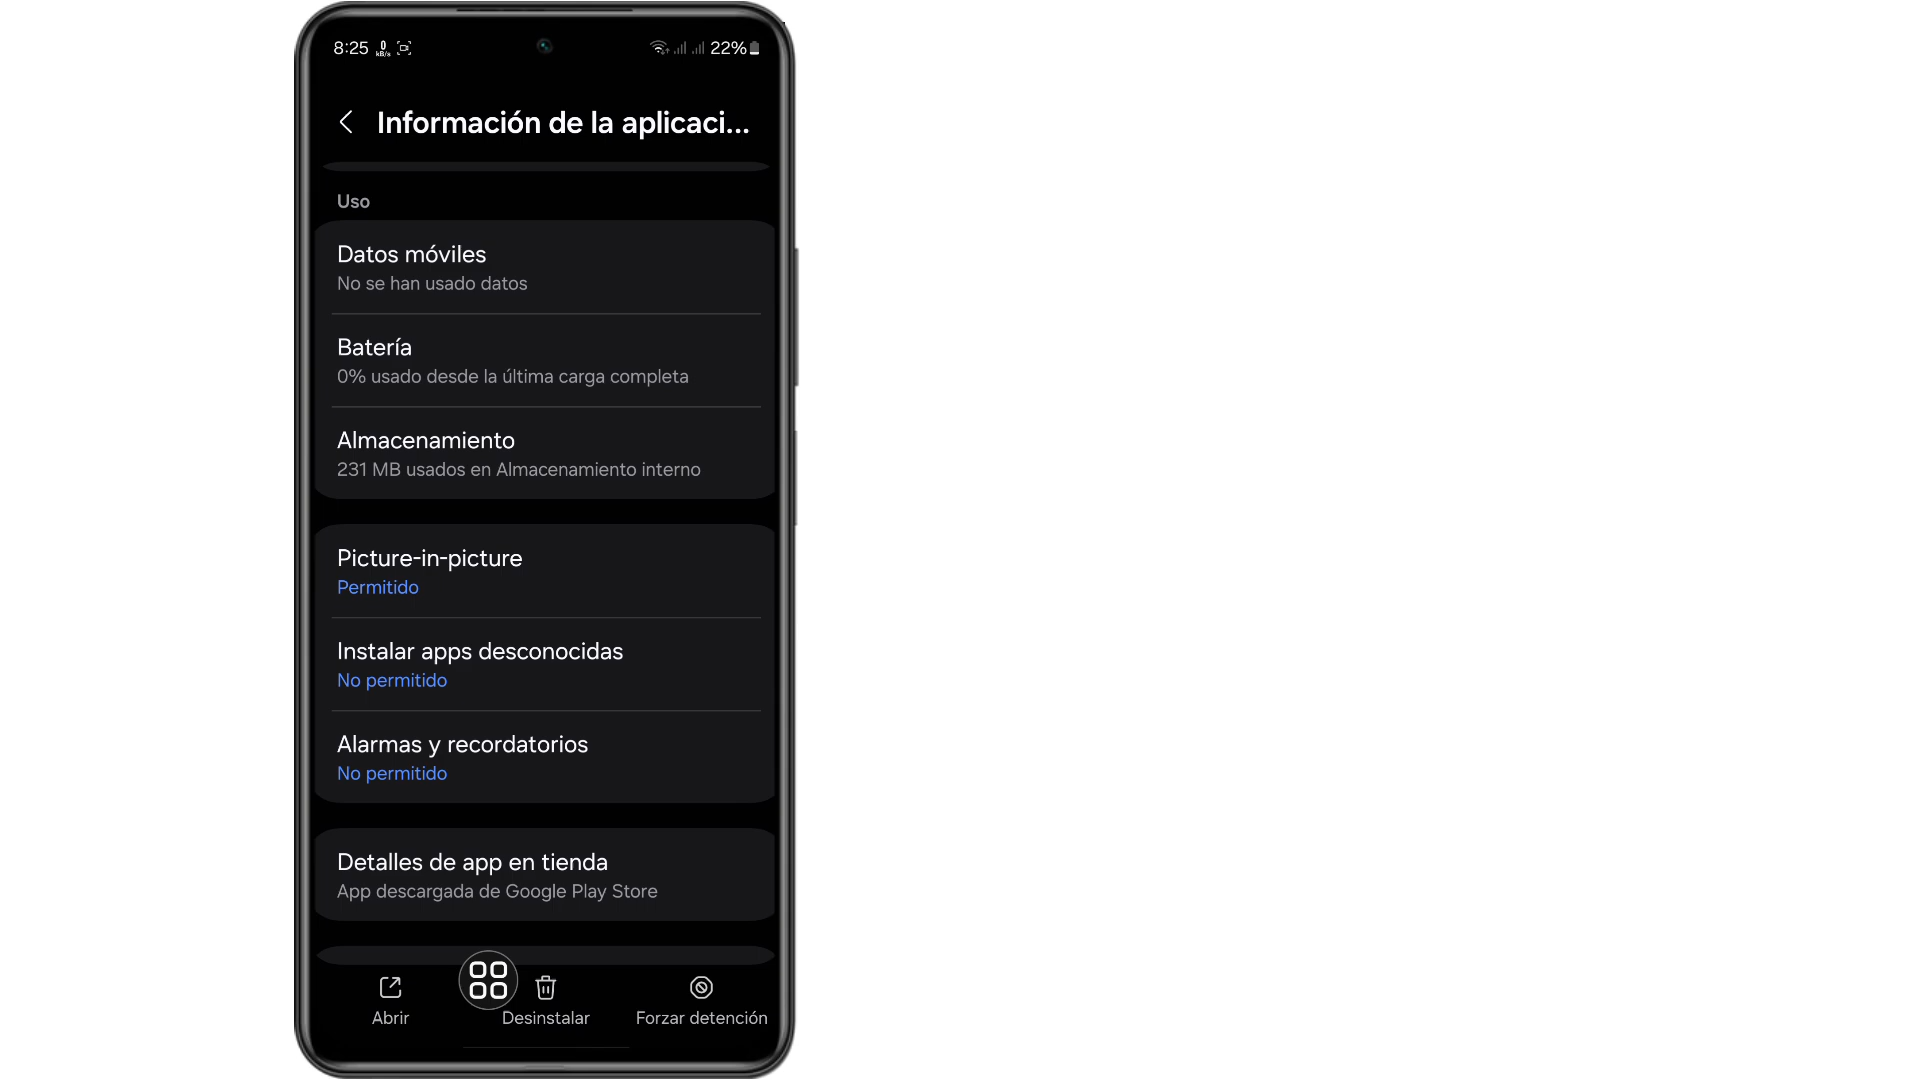 8:25 0 kB/s 22%
Información de la aplicaci...
Uso
Datos móviles
No se han usado datos
Batería
0% usado desde la última carga completa
Almacenamiento
231 MB usados en Almacenamiento interno
Picture-in-picture
Permitido
Instalar apps desconocidas
No permitido
Alarmas y recordatorios
No permitido
Detalles de app en tienda
App descargada de Google Play Store
Abrir Desinstalar Forzar detención